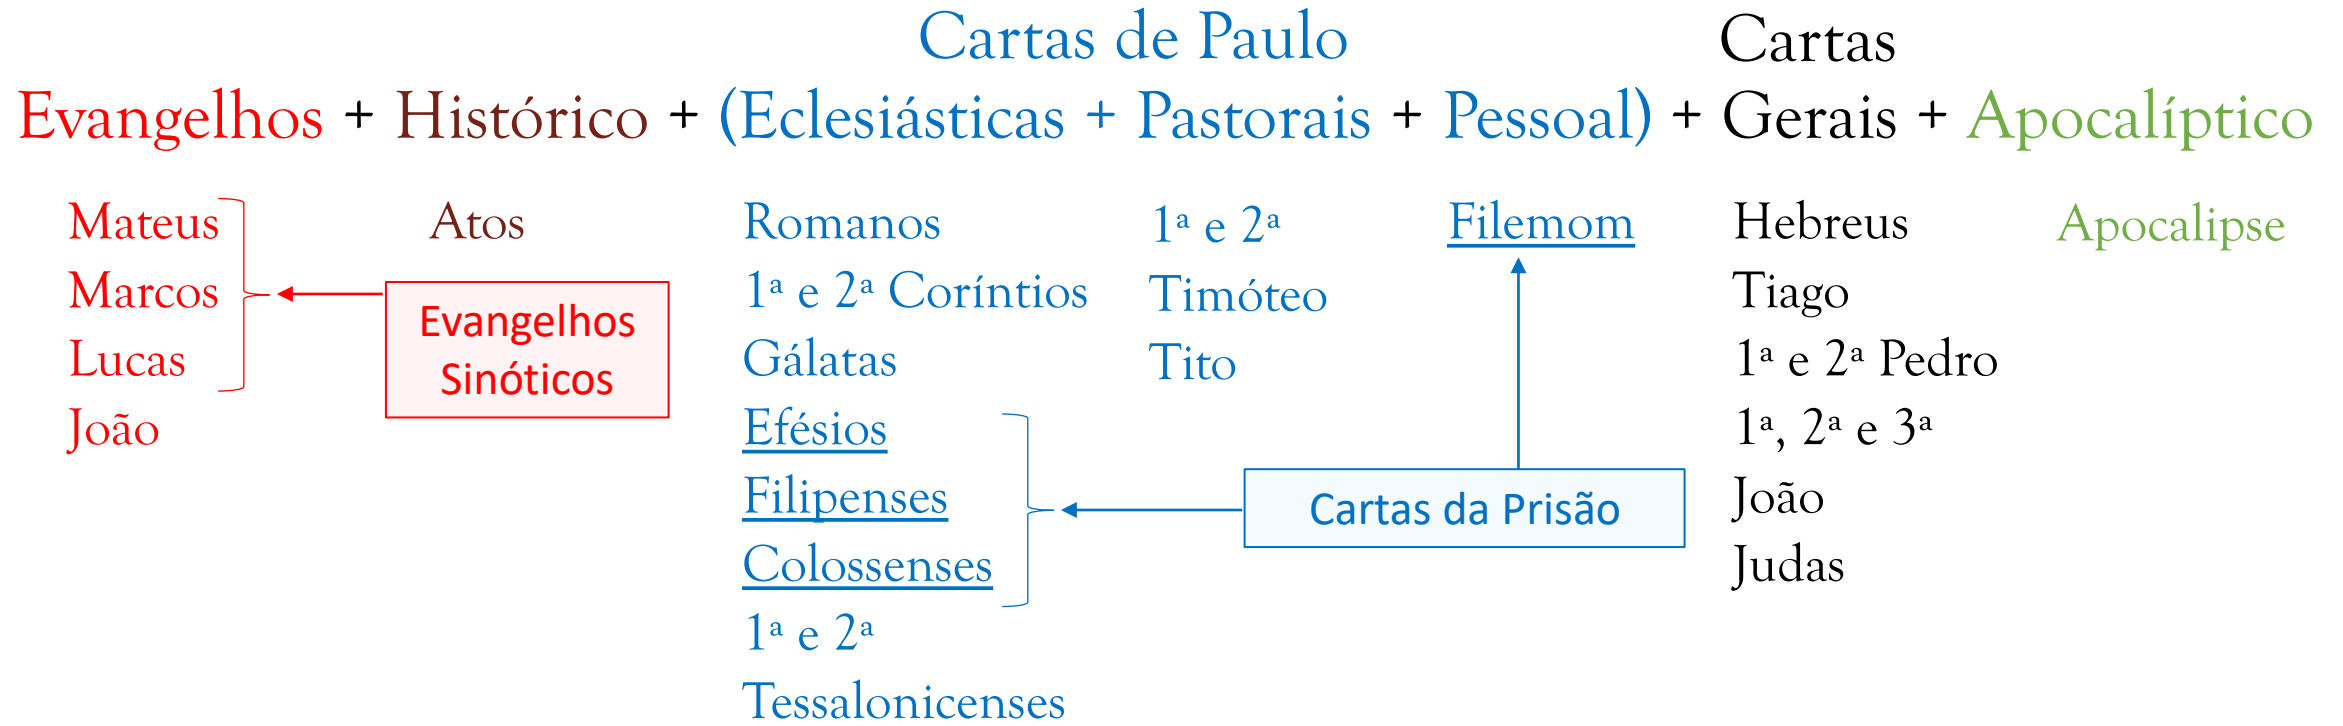 Cartas de Paulo
Cartas
Evangelhos + Histórico + (Eclesiásticas + Pastorais + Pessoal) + Gerais + Apocalíptico
Mateus
Marcos
Lucas
João
Evangelhos
Sinóticos
Atos
Romanos
1ª e 2ª Coríntios
Gálatas
Efésios
Filipenses
Colossenses
1ª e 2ª
Tessalonicenses
1ª e 2ª
Timóteo
Tito
Filemom
Cartas da Prisão
Hebreus
Tiago
1ª e 2ª Pedro
1ª, 2ª e 3ª
João
Judas
Apocalipse